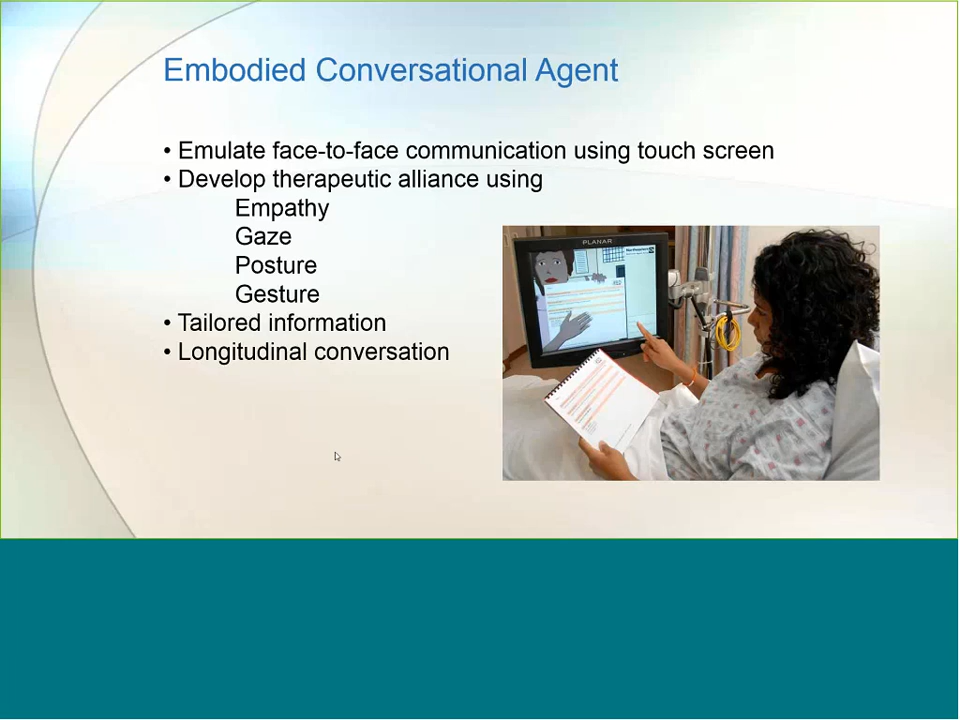 Embodied Conversational Agent
• Emulate face-to-face communication using touch screen
• Develop therapeutic alliance using
Empathy
Gaze
Posture
Gesture
• Tailored information
• Longitudinal conversation
PLANAR